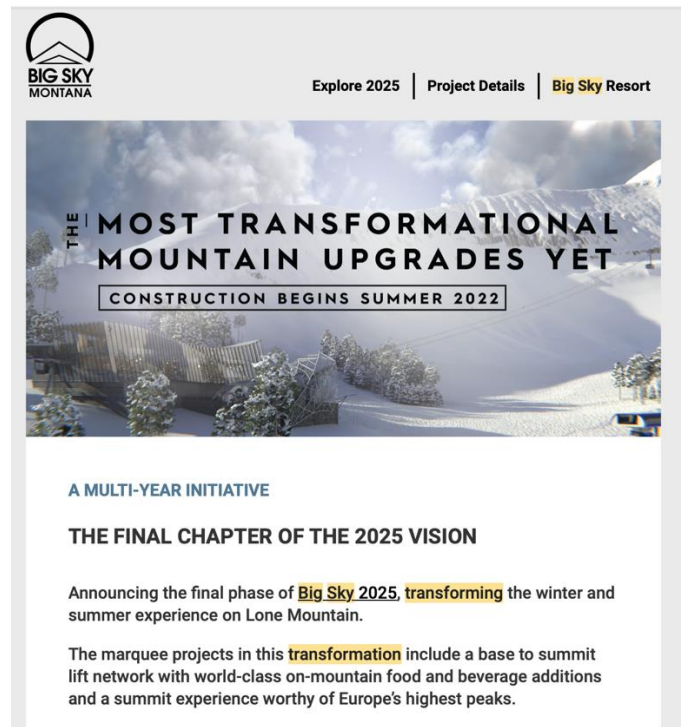 BIG SKY
MONTANA
Explore 2025 | Project Details | Big Sky Resort
THE MOST TRANSFORMATIONAL
MOUNTAIN UPGRADES YET
CONSTRUCTION BEGINS SUMMER 2022
A MULTI-YEAR INITIATIVE
THE FINAL CHAPTER OF THE 2025 VISION
Announcing the final phase of Big Sky 2025, transforming the winter and
summer experience on Lone Mountain.
The marquee projects in this transformation include a base to summit
lift network with world-class on-mountain food and beverage additions
and a summit experience worthy of Europe's highest peaks.